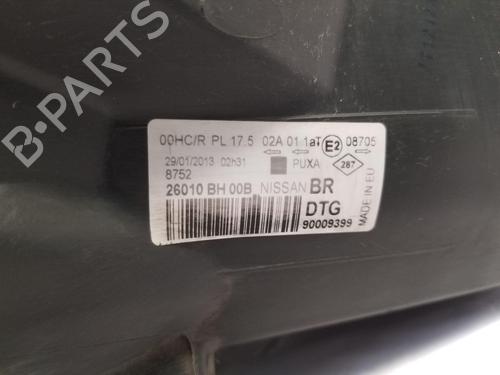 00HC/R PL 17.5 02A 01 1aT E2 08705
29/01/2013 02h31 PUXA 287
8752
26010 BH 00B NISSAN BR
DTG
90009399
MADE IN EU
B-PARTS